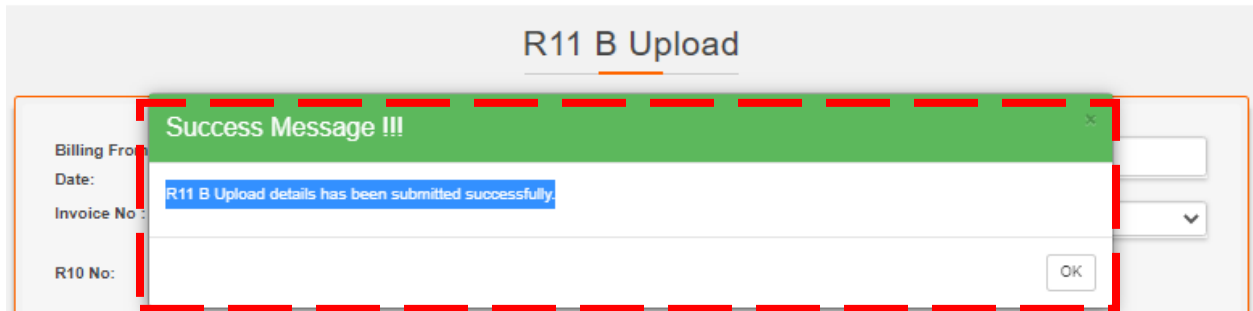 R11 B Upload
Success Message !!!
×
Billing From
Date:
R11 B Upload details has been submitted successfully.
Invoice No :
R10 No:
OK